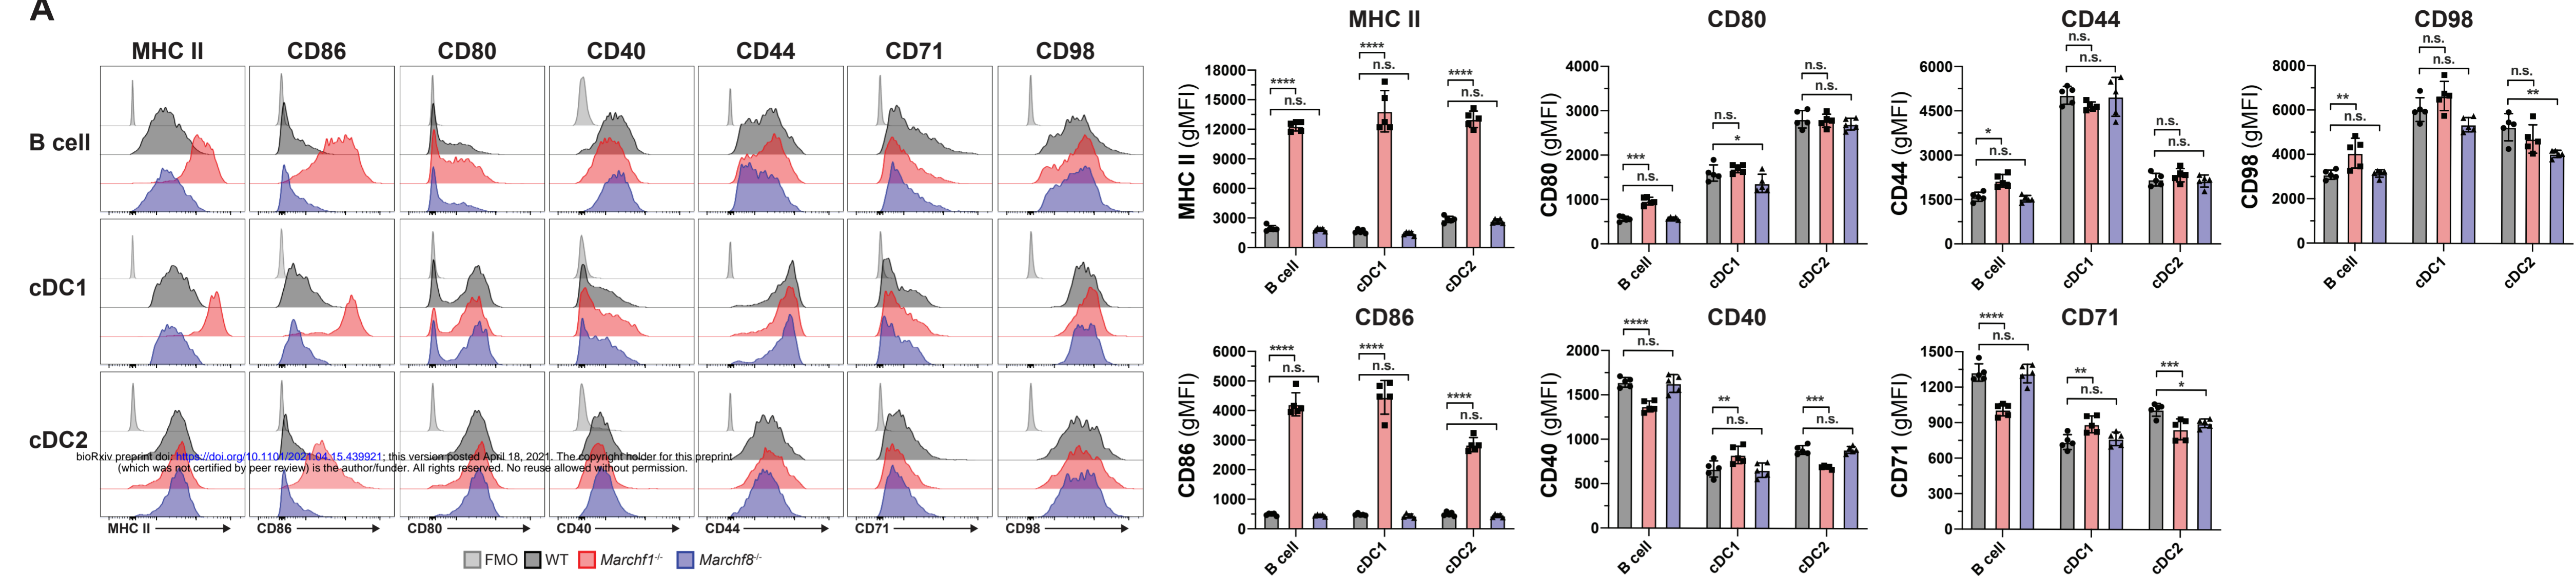 A
MHC II CD86 CD80 CD40 CD44 CD71 CD98
B cell
cDC1
cDC2
bioRxiv preprint doi: https://doi.org/10.1101/2021.04.15.439921; this version posted April 18, 2021. The copyright holder for this preprint
(which was not certified by peer review) is the author/funder. All rights reserved. No reuse allowed without permission.
MHC II CD86 CD80 CD40 CD44 CD71 CD98
FMO WT Marchf1-/- Marchf8-/-
MHC II
MHC II (gMFI)
18000
15000
12000
9000
6000
3000
0
**** n.s. **** n.s. **** n.s.
B cell cDC1 cDC2
CD80
CD80 (gMFI)
4000
3000
2000
1000
0
*** n.s. n.s. * n.s. n.s.
B cell cDC1 cDC2
CD44
CD44 (gMFI)
6000
4500
3000
1500
0
* n.s. n.s. n.s. n.s. n.s.
B cell cDC1 cDC2
CD98
CD98 (gMFI)
8000
6000
4000
2000
0
** n.s. n.s. n.s. n.s. **
B cell cDC1 cDC2
CD86
CD86 (gMFI)
6000
5000
4000
3000
2000
1000
0
**** n.s. **** n.s. **** n.s.
B cell cDC1 cDC2
CD40
CD40 (gMFI)
2000
1500
1000
500
0
**** n.s. ** n.s. *** n.s.
B cell cDC1 cDC2
CD71
CD71 (gMFI)
1500
1200
900
600
300
0
**** n.s. ** n.s. *** *
B cell cDC1 cDC2